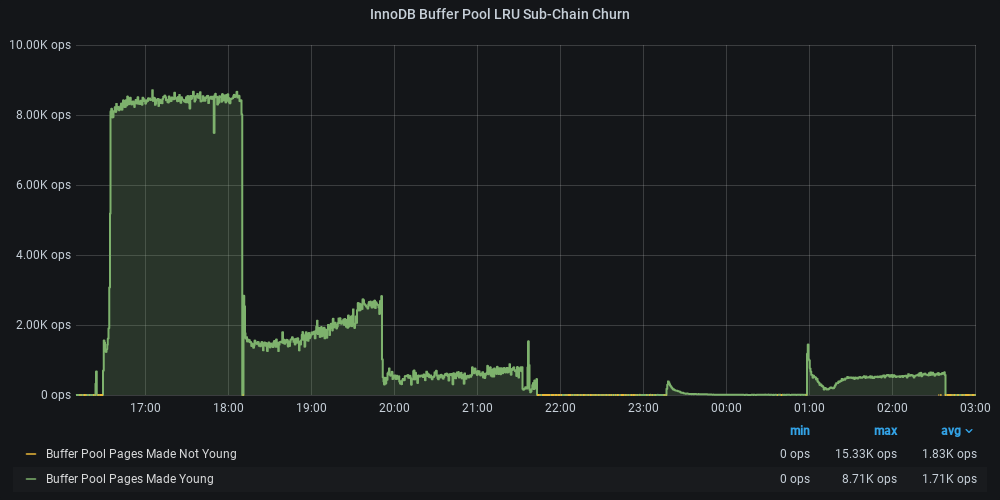 InnoDB Buffer Pool LRU Sub-Chain Churn
10.00K ops
8.00K ops
6.00K ops
4.00K ops
2.00K ops
0 ops
17:00 18:00 19:00 20:00 21:00 22:00 23:00 00:00 01:00 02:00 03:00
min max avg
Buffer Pool Pages Made Not Young 0 ops 15.33K ops 1.83K ops
Buffer Pool Pages Made Young 0 ops 8.71K ops 1.71K ops